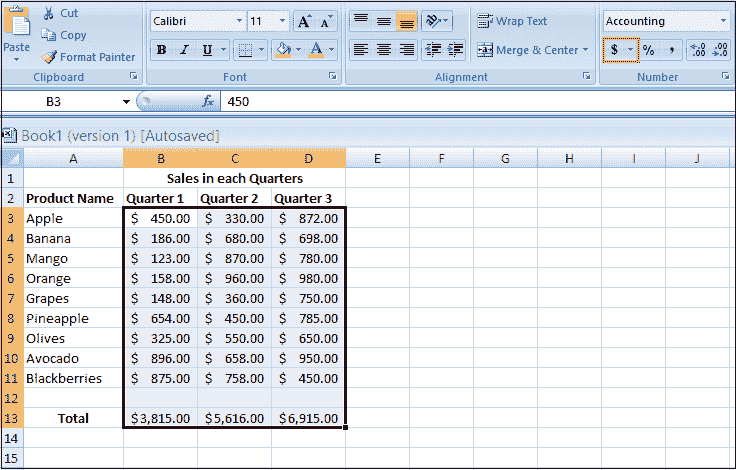 Cut
Calibri 11 A A Wrap Text Accounting
Copy
Paste
Format Painter B I U A Merge & Center $ % , .0 .00 .00 .0
Clipboard Font Alignment Number
B3 fx 450
Book1 (version 1) [Autosaved]
A B C D E F G H I J
1 Sales in each Quarters
2 Product Name Quarter 1 Quarter 2 Quarter 3
3 Apple $ 450.00 $ 330.00 $ 872.00
4 Banana $ 186.00 $ 680.00 $ 698.00
5 Mango $ 123.00 $ 870.00 $ 780.00
6 Orange $ 158.00 $ 960.00 $ 980.00
7 Grapes $ 148.00 $ 360.00 $ 750.00
8 Pineapple $ 654.00 $ 450.00 $ 785.00
9 Olives $ 325.00 $ 550.00 $ 650.00
10 Avocado $ 896.00 $ 658.00 $ 950.00
11 Blackberries $ 875.00 $ 758.00 $ 450.00
12
13 Total $3,815.00 $5,616.00 $6,915.00
14
15